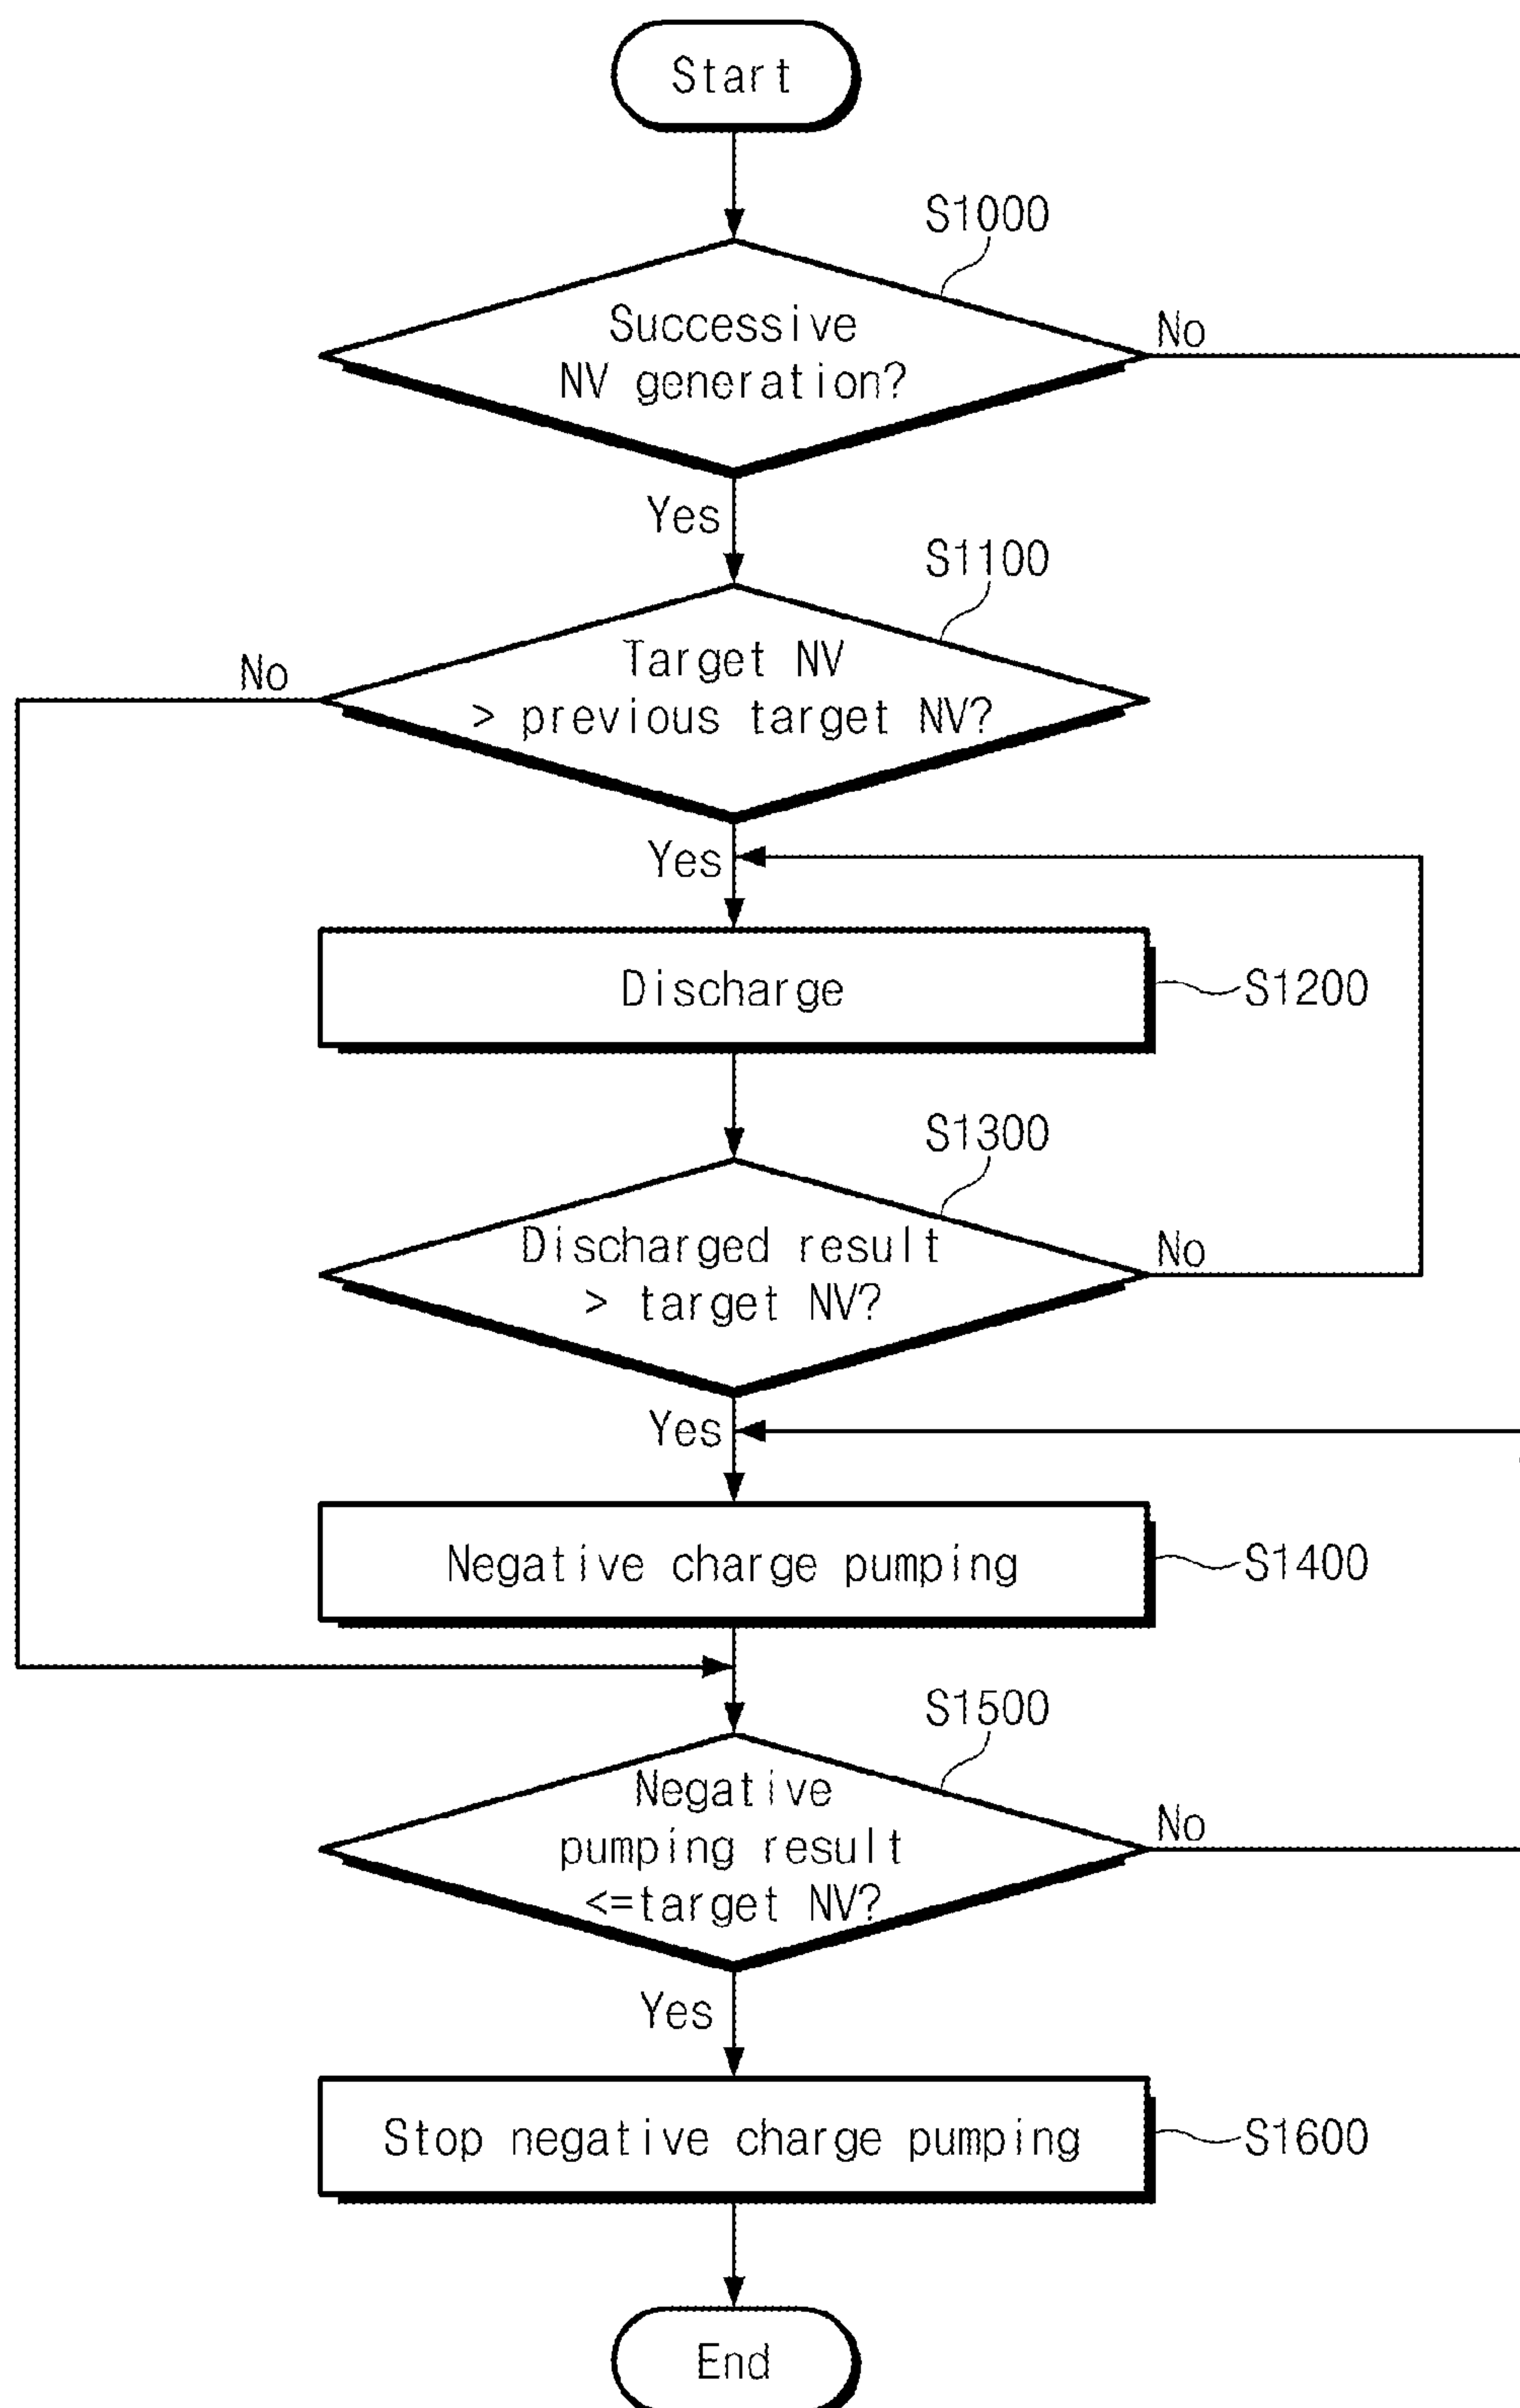 Start
S1000
Successive
NV generation?
No
Yes
S1100
Target NV
> previous target NV?
No
Yes
Discharge
S1200
S1300
Discharged result
> target NV?
No
Yes
Negative charge pumping
S1400
S1500
Negative
pumping result
<=target NV?
No
Yes
Stop negative charge pumping
S1600
End